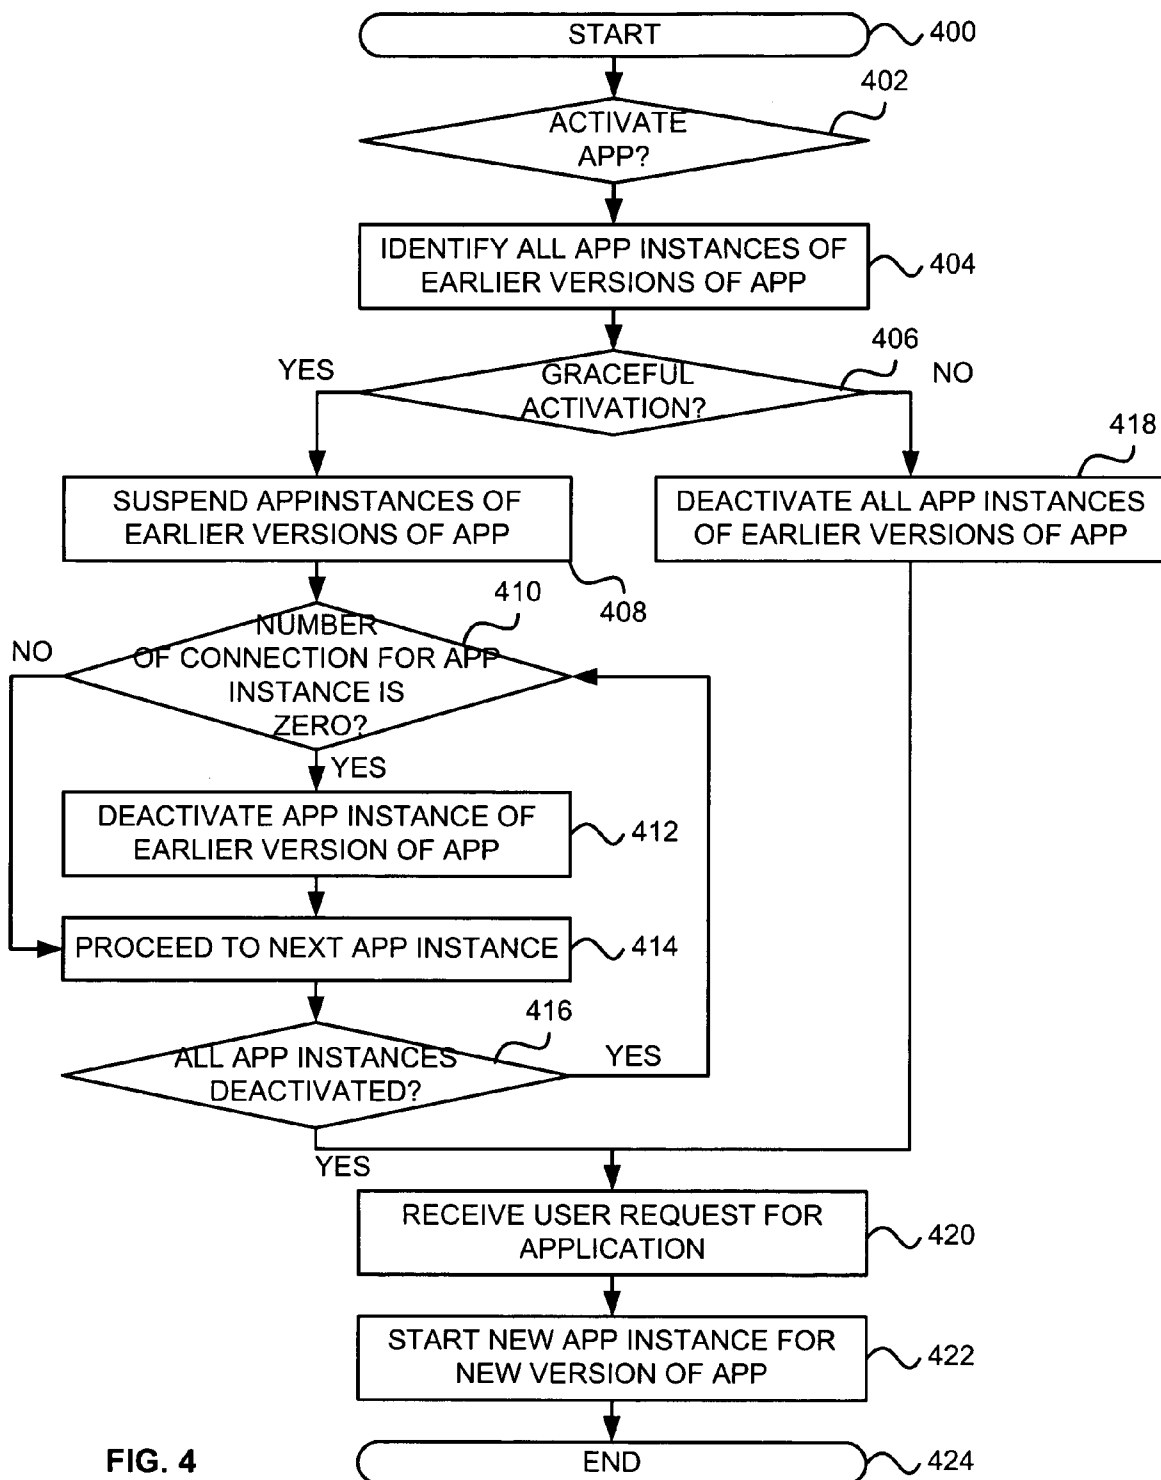 START
400
402
ACTIVATE
APP?
IDENTIFY ALL APP INSTANCES OF
EARLIER VERSIONS OF APP
404
406
YES
GRACEFUL
ACTIVATION?
NO
418
SUSPEND APPINSTANCES OF
EARLIER VERSIONS OF APP
DEACTIVATE ALL APP INSTANCES
OF EARLIER VERSIONS OF APP
408
410
NUMBER
OF CONNECTION FOR APP
INSTANCE IS
ZERO?
NO
YES
DEACTIVATE APP INSTANCE OF
EARLIER VERSION OF APP
412
PROCEED TO NEXT APP INSTANCE
414
416
ALL APP INSTANCES
DEACTIVATED?
YES
YES
RECEIVE USER REQUEST FOR
APPLICATION
420
START NEW APP INSTANCE FOR
NEW VERSION OF APP
422
FIG. 4
END
424